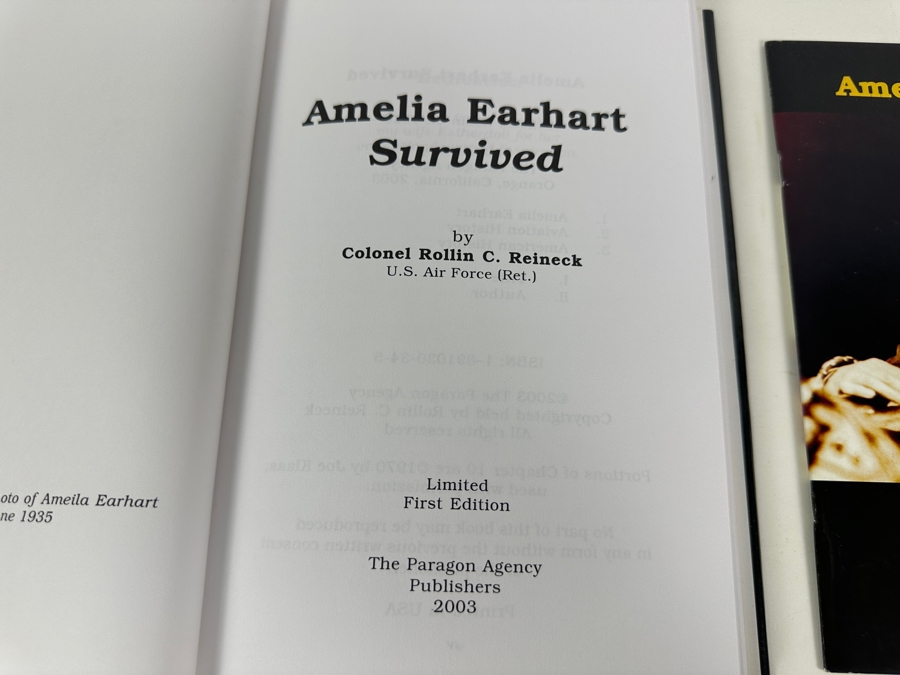 oto of Ameila Earhart
ne 1935
Amelia Earhart
Survived
by
Colonel Rollin C. Reineck
U.S. Air Force (Ret.)
Limited
First Edition
The Paragon Agency
Publishers
2003
Ame